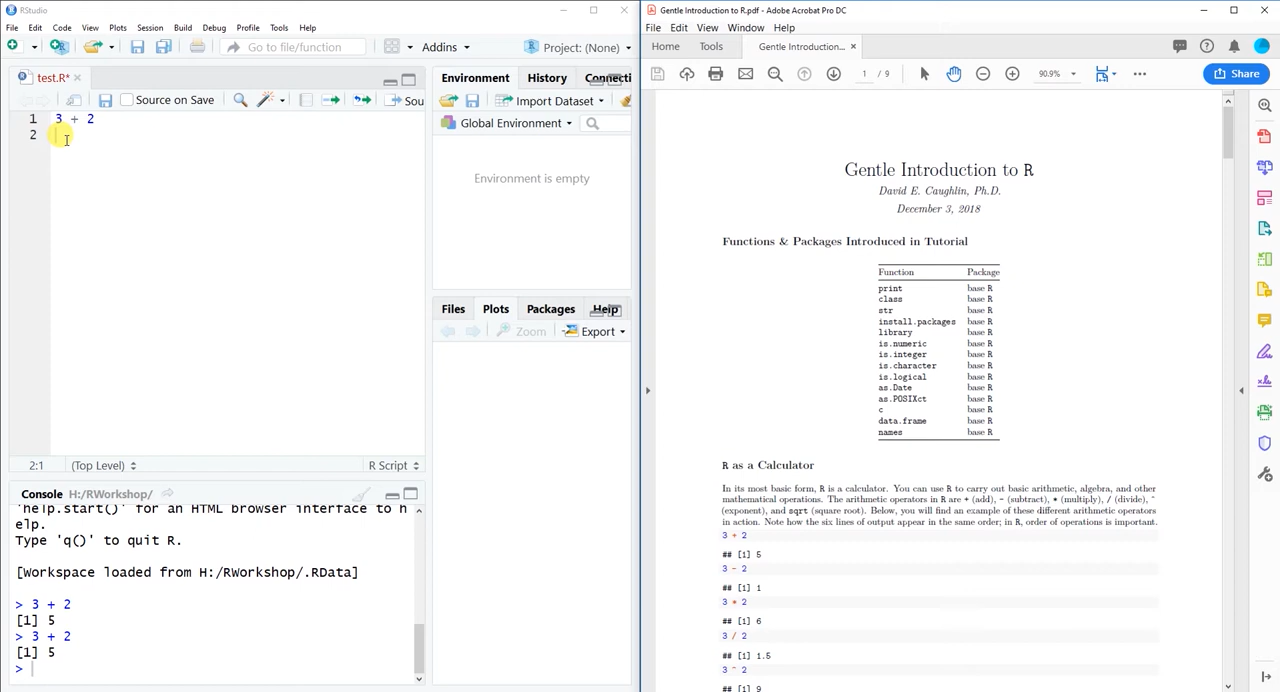 RStudio
File Edit Code View Plots Session Build Debug Profile Tools Help
Go to file/function
Addins
Project: (None)
test.R*
Source on Save
Sou
1 3 + 2
2
2:1 (Top Level) R Script
Console H:/RWorkshop/
'help.start()' for an HTML browser interface to h
elp.
Type 'q()' to quit R.
[Workspace loaded from H:/RWorkshop/.RData]
> 3 + 2
[1] 5
> 3 + 2
[1] 5
>
Environment History Connecti
Import Dataset
Global Environment
Environment is empty
Files Plots Packages Help
Zoom Export
Gentle Introduction to R.pdf - Adobe Acrobat Pro DC
File Edit View Window Help
Home Tools Gentle Introduction...
1 / 9 90.9% Share
Gentle Introduction to R
David E. Caughlin, Ph.D.
December 3, 2018
Functions & Packages Introduced in Tutorial
Function Package
print base R
class base R
str base R
install.packages base R
library base R
is.numeric base R
is.integer base R
is.character base R
is.logical base R
as.Date base R
as.POSIXct base R
c base R
data.frame base R
names base R
R as a Calculator
In its most basic form, R is a calculator. You can use R to carry out basic arithmetic, algebra, and other
mathematical operations. The arithmetic operators in R are + (add), - (subtract), * (multiply), / (divide), ^
(exponent), and sqrt (square root). Below, you will find an example of these different arithmetic operators
in action. Note how the six lines of output appear in the same order; in R, order of operations is important.
3 + 2
## [1] 5
3 - 2
## [1] 1
3 * 2
## [1] 6
3 / 2
## [1] 1.5
3 ^ 2
## [1] 9